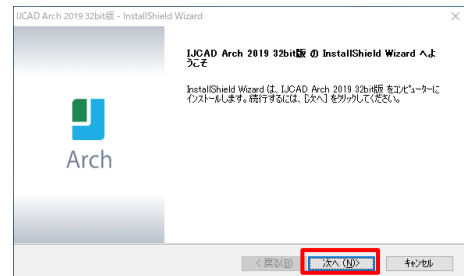 IJCAD Arch 2019 32bit版 - InstallShield Wizard
IJCAD Arch 2019 32bit版 の InstallShield Wizard へよ
うこそ
InstallShield Wizard は、IJCAD Arch 2019 32bit版 をコンピューターに
インストールします。続行するには、[次へ] をクリックしてください。
Arch
< 戻る(B)
次へ (N)>
キャンセル